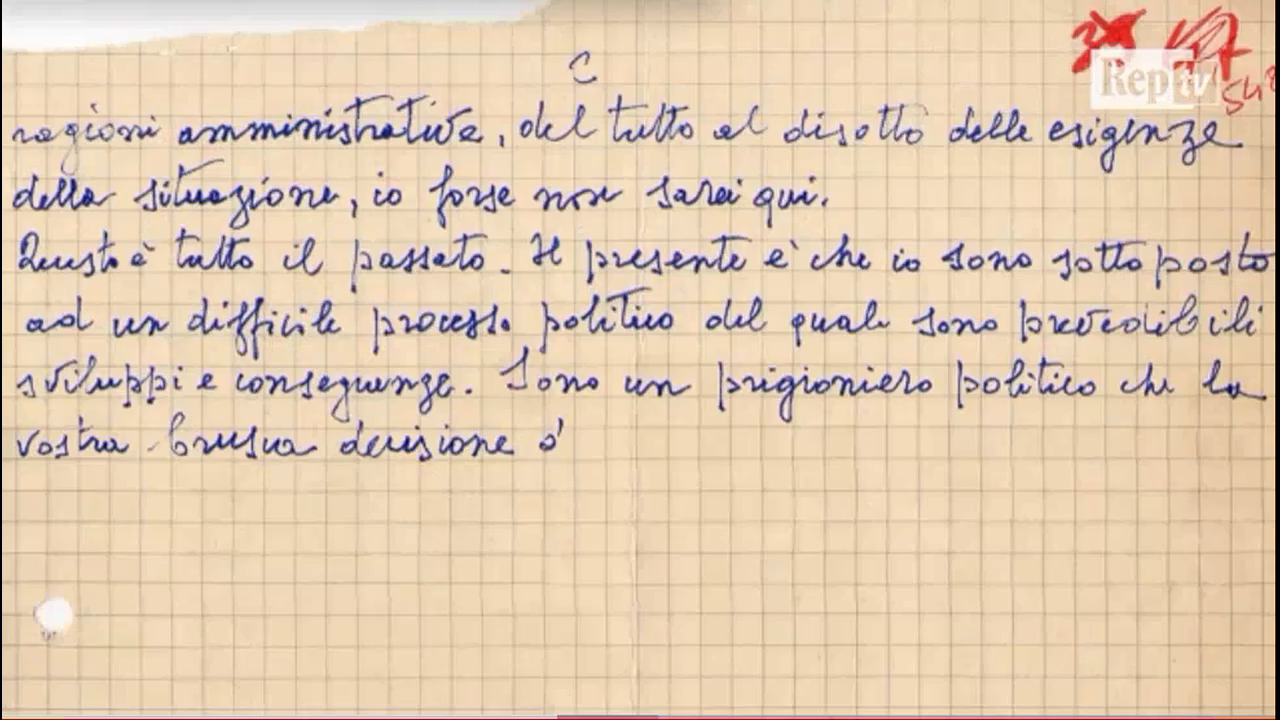 C
Rep tv
548
ragioni amministrative, del tutto al disotto delle esigenze
della situazione, io forse non sarei qui.
Questo è tutto il passato. Il presente è che io sono sottoposto
ad un difficile processo politico del quale sono prevedibili
sviluppi e conseguenze. Sono un prigioniero politico che la
vostra brusca decisione